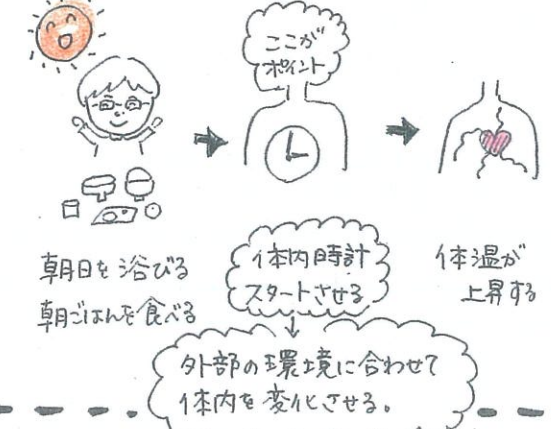 ここが
ポイント
朝日を浴びる
朝ごはんを食べる
体内時計
スタートさせる
体温が
上昇する
外部の環境に合わせて
体内を変化させる。